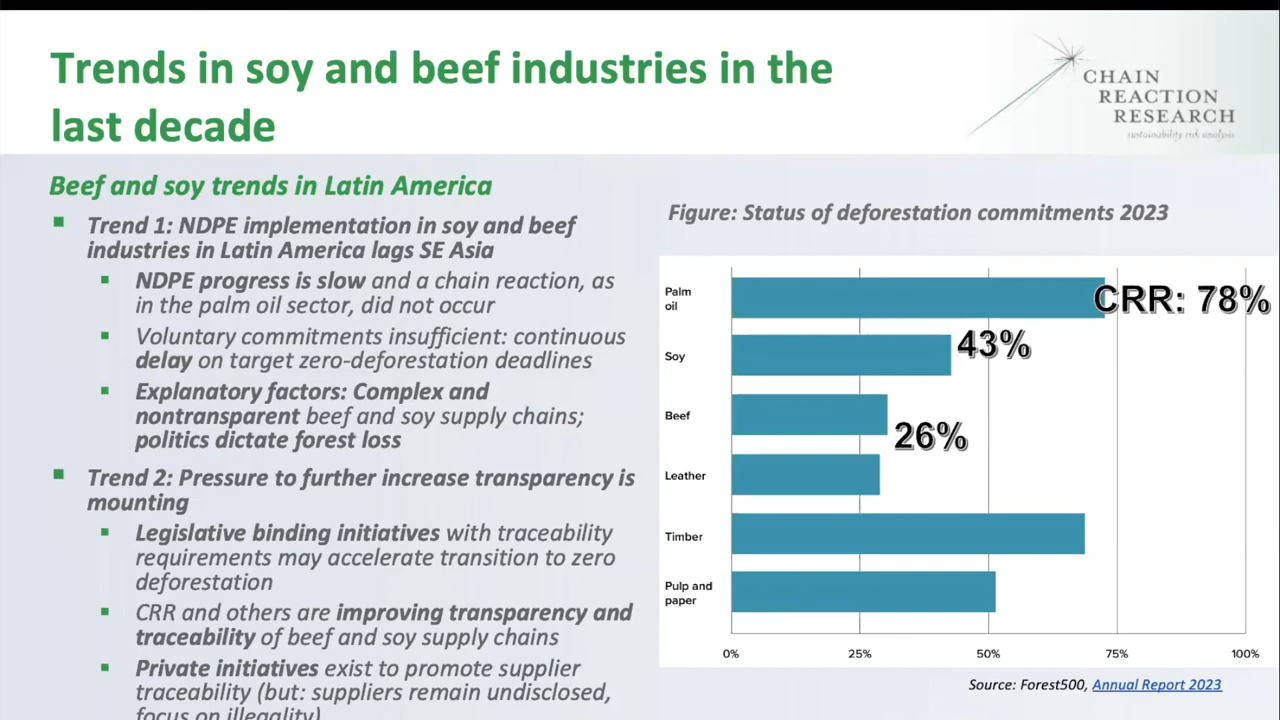 Trends in soy and beef industries in the
last decade
CHAIN
REACTION
RESEARCH
sustainability risk analysis
Beef and soy trends in Latin America
Trend 1: NDPE implementation in soy and beef
industries in Latin America lags SE Asia
NDPE progress is slow and a chain reaction, as
in the palm oil sector, did not occur
Voluntary commitments insufficient: continuous
delay on target zero-deforestation deadlines
Explanatory factors: Complex and
nontransparent beef and soy supply chains;
politics dictate forest loss
Trend 2: Pressure to further increase transparency is
mounting
Legislative binding initiatives with traceability
requirements may accelerate transition to zero
deforestation
CRR and others are improving transparency and
traceability of beef and soy supply chains
Private initiatives exist to promote supplier
traceability (but: suppliers remain undisclosed,
focus on illegality)
Figure: Status of deforestation commitments 2023
Palm
oil
CRR: 78%
Soy
43%
Beef
26%
Leather
Timber
Pulp and
paper
0% 25% 50% 75% 100%
Source: Forest500, Annual Report 2023